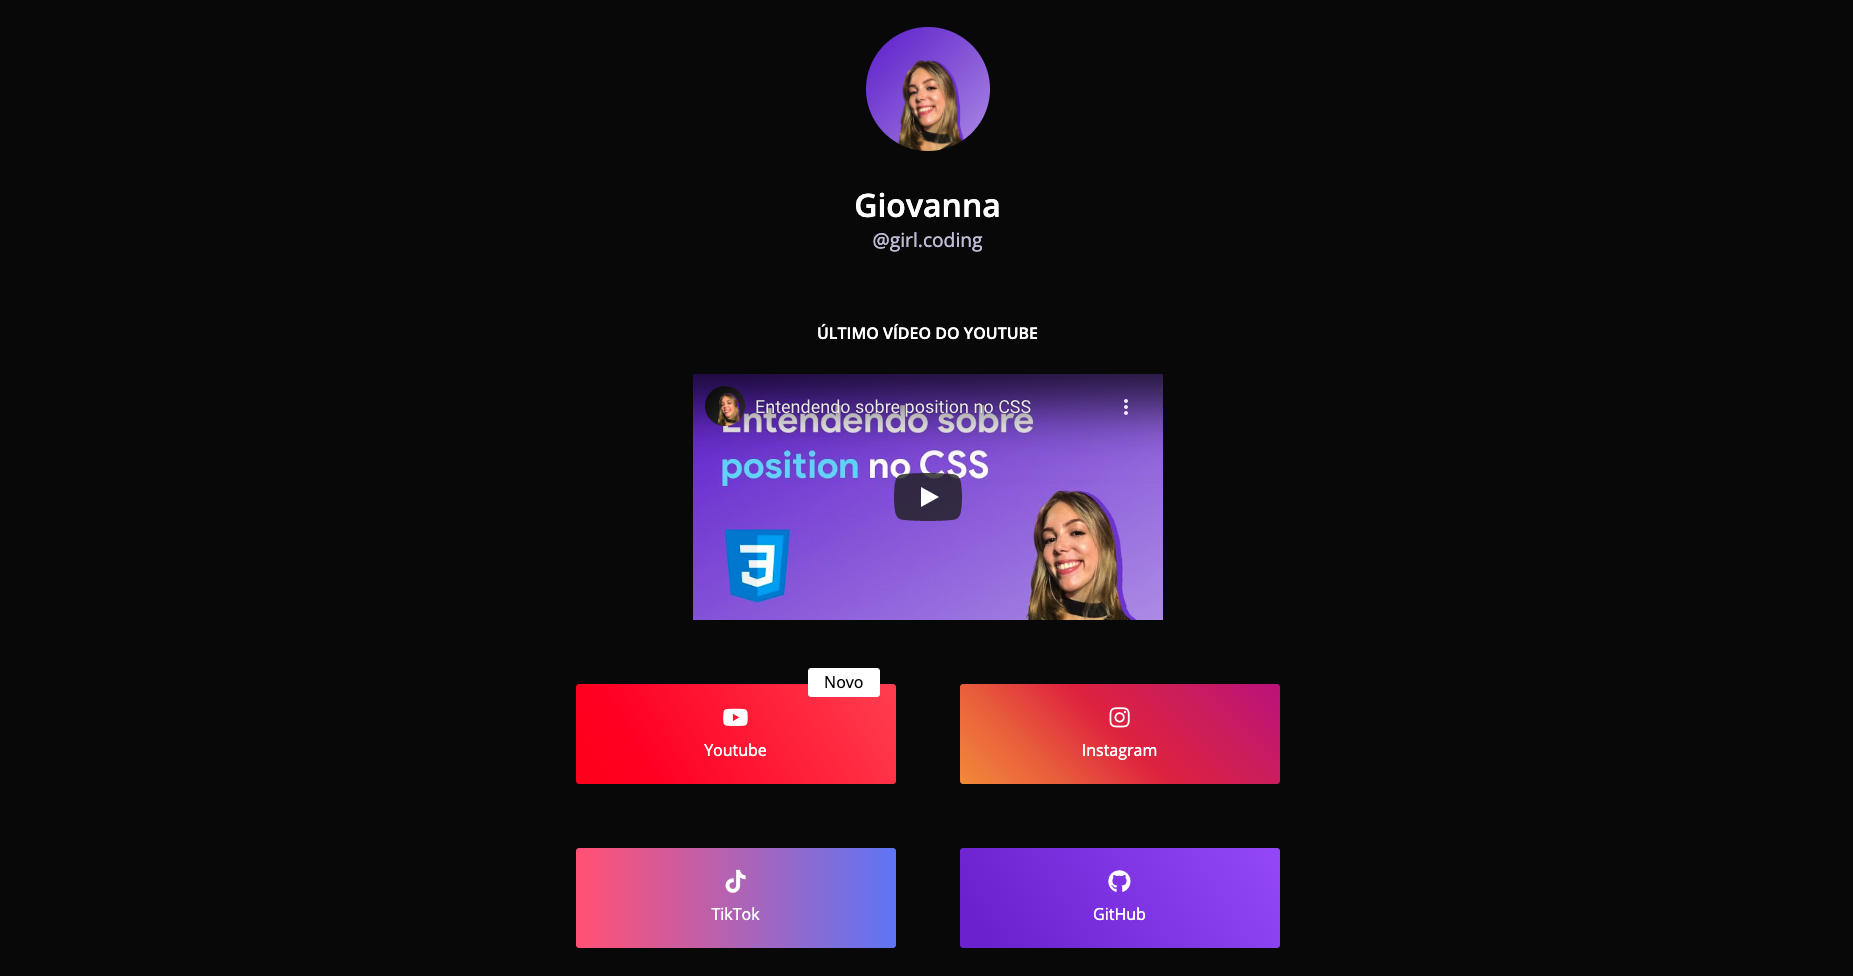 Giovanna
@girl.coding
ÚLTIMO VÍDEO DO YOUTUBE
Entendendo sobre position no CSS
Entendendo sobre
position no CSS
Novo
Youtube
Instagram
TikTok
GitHub